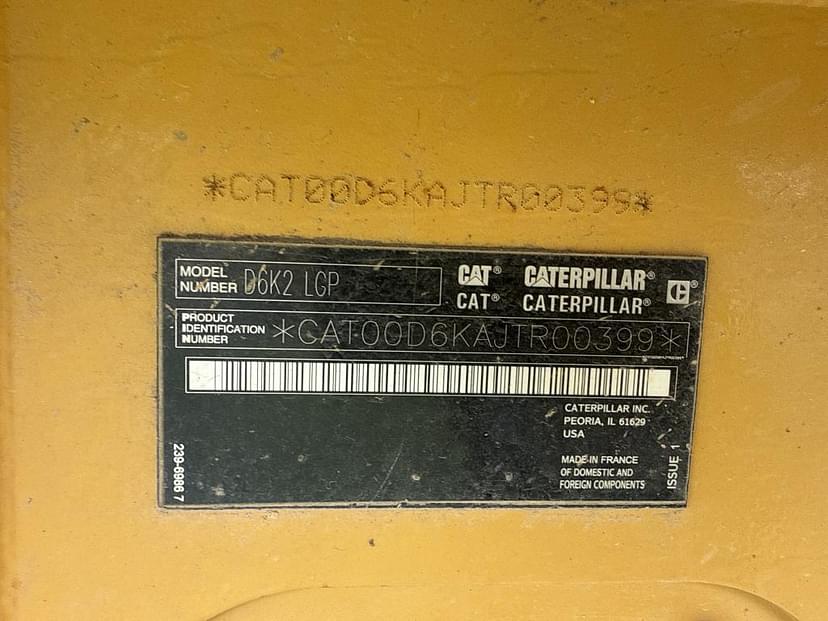 *CAT00D6KAJTR00399*
MODEL NUMBER D6K2 LGP
CAT® CATERPILLAR®
CAT® CATERPILLAR®
PRODUCT IDENTIFICATION NUMBER *CAT00D6KAJTR00399*
CATERPILLAR INC.
PEORIA, IL 61629
USA
MADE IN FRANCE
OF DOMESTIC AND
FOREIGN COMPONENTS
ISSUE 1
239-6986 7